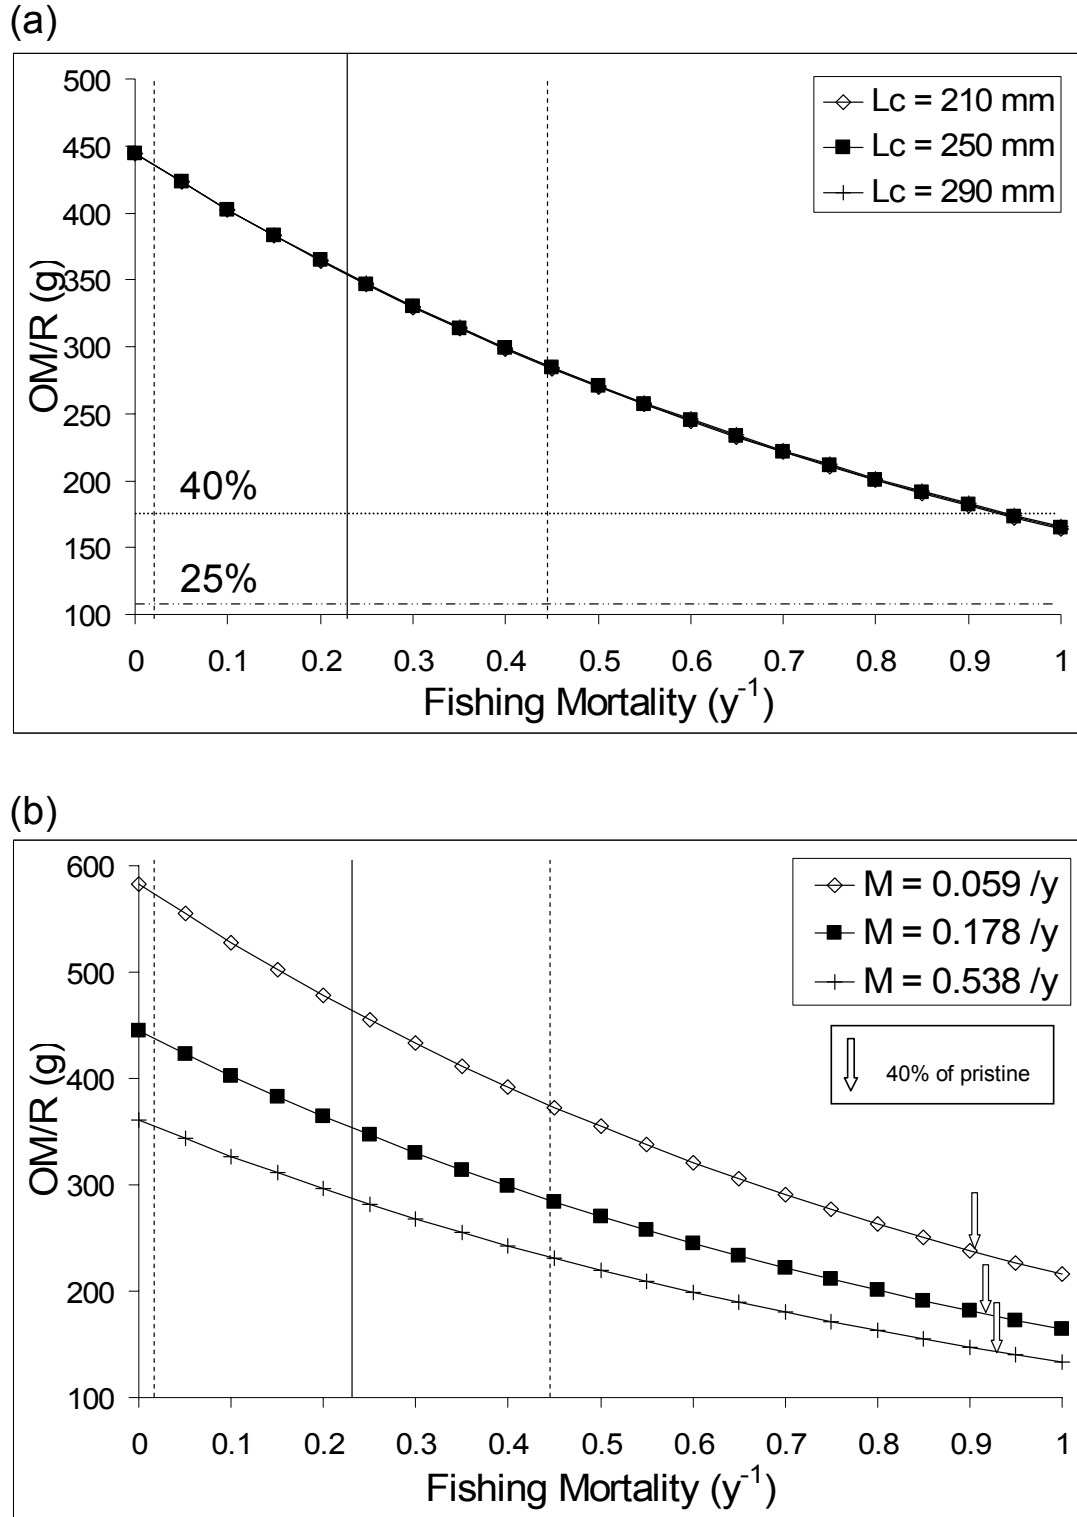 (a)
500
450
400
350
300
250
200
150
100
OM/R (g)
Lc = 210 mm
Lc = 250 mm
Lc = 290 mm
40%
25%
0 0.1 0.2 0.3 0.4 0.5 0.6 0.7 0.8 0.9 1
Fishing Mortality (y⁻¹)
(b)
600
500
400
300
200
100
OM/R (g)
M = 0.059 /y
M = 0.178 /y
M = 0.538 /y
40% of pristine
0 0.1 0.2 0.3 0.4 0.5 0.6 0.7 0.8 0.9 1
Fishing Mortality (y⁻¹)